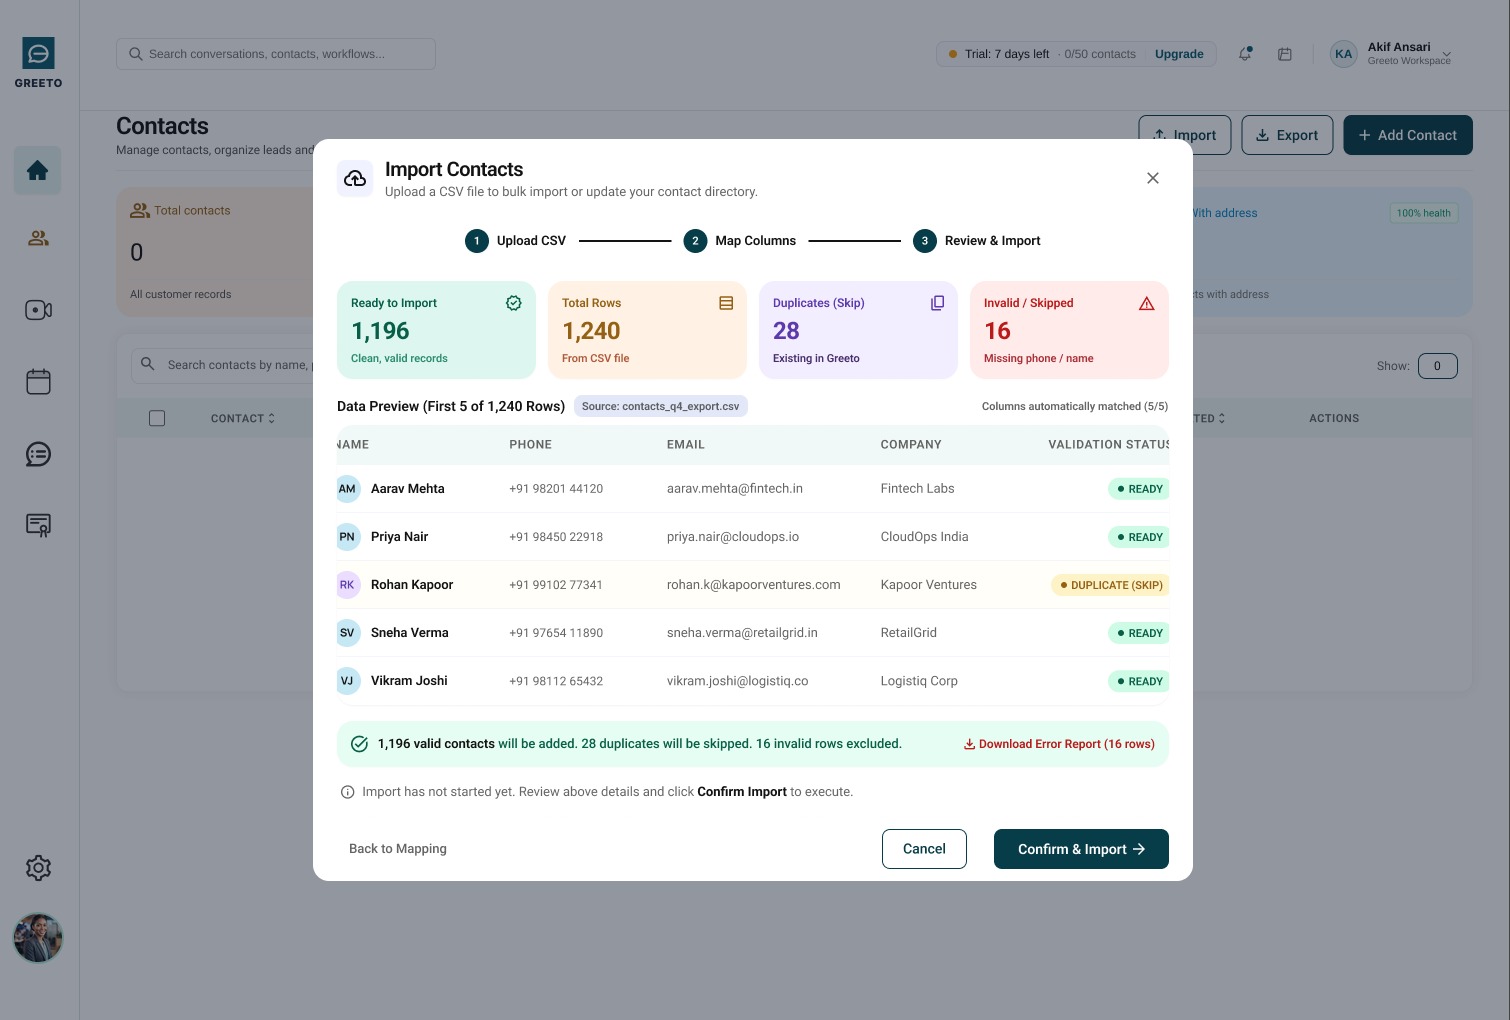 GREETO
Search conversations, contacts, workflows...
Trial: 7 days left · 0/50 contacts Upgrade
KA
Akif Ansari
Greeto Workspace
Contacts
Manage contacts, organize leads and
Import
Export
+ Add Contact
Total contacts
0
All customer records
With address
100% health
with address
Search contacts by name,
Show: 0
CONTACT
ACTIONS
Import Contacts
Upload a CSV file to bulk import or update your contact directory.
1 Upload CSV
2 Map Columns
3 Review & Import
Ready to Import
1,196
Clean, valid records
Total Rows
1,240
From CSV file
Duplicates (Skip)
28
Existing in Greeto
Invalid / Skipped
16
Missing phone / name
Data Preview (First 5 of 1,240 Rows) Source: contacts_q4_export.csv Columns automatically matched (5/5)
NAME PHONE EMAIL COMPANY VALIDATION STATUS
AM Aarav Mehta +91 98201 44120 aarav.mehta@fintech.in Fintech Labs READY
PN Priya Nair +91 98450 22918 priya.nair@cloudops.io CloudOps India READY
RK Rohan Kapoor +91 99102 77341 rohan.k@kapoorventures.com Kapoor Ventures DUPLICATE (SKIP)
SV Sneha Verma +91 97654 11890 sneha.verma@retailgrid.in RetailGrid READY
VJ Vikram Joshi +91 98112 65432 vikram.joshi@logistiq.co Logistiq Corp READY
1,196 valid contacts will be added. 28 duplicates will be skipped. 16 invalid rows excluded. Download Error Report (16 rows)
Import has not started yet. Review above details and click Confirm Import to execute.
Back to Mapping
Cancel
Confirm & Import →